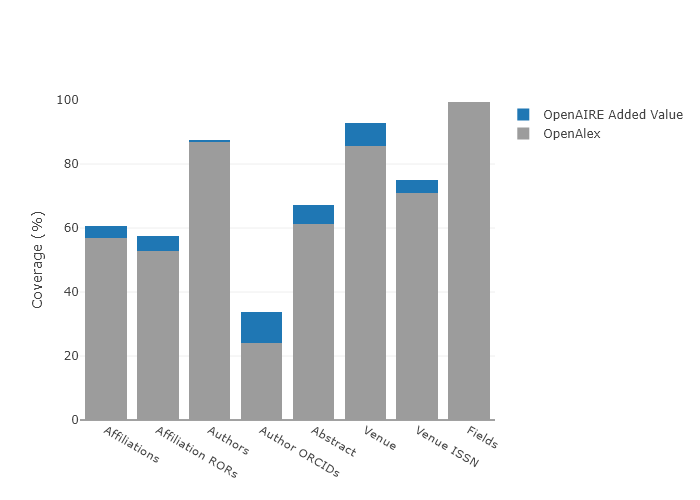 OpenAIRE Added Value
OpenAlex
Coverage (%)
100
80
60
40
20
0
Affiliations
Affiliation RORs
Authors
Author ORCIDs
Abstract
Venue
Venue ISSN
Fields